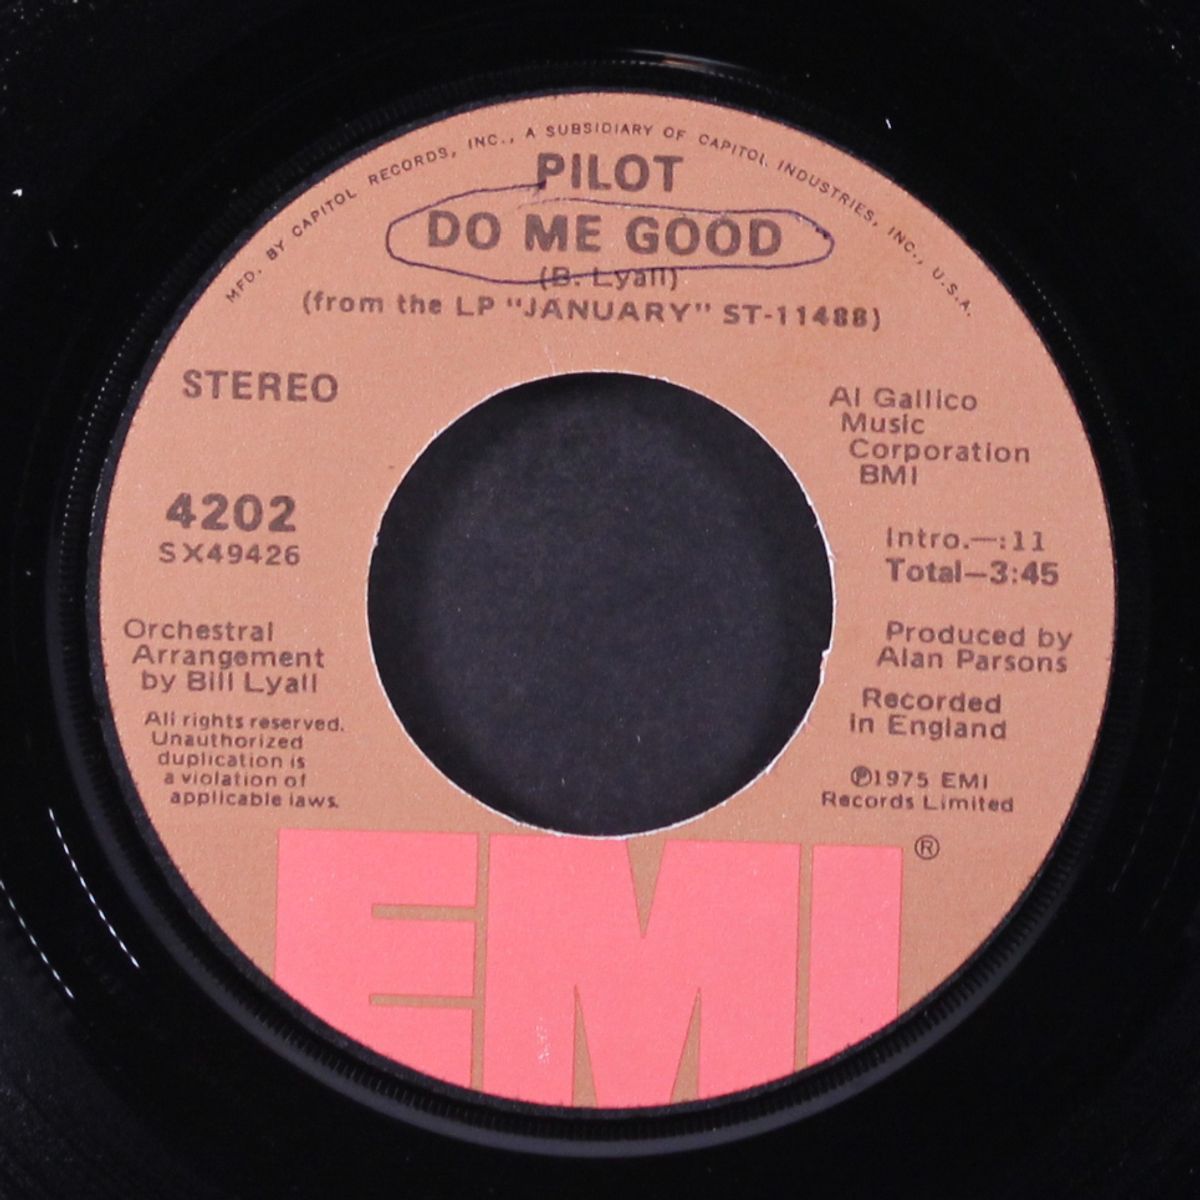 MFD. BY CAPITOL RECORDS, INC., A SUBSIDIARY OF CAPITOL INDUSTRIES, INC., U.S.A.
PILOT
DO ME GOOD
(B. Lyall)
(from the LP "JANUARY" ST-11488)
STEREO
4202
SX49426
Orchestral
Arrangement
by Bill Lyall
All rights reserved.
Unauthorized
duplication is
a violation of
applicable laws.
Al Gallico
Music
Corporation
BMI
Intro.—:11
Total—3:45
Produced by
Alan Parsons
Recorded
in England
℗1975 EMI
Records Limited
EMI®